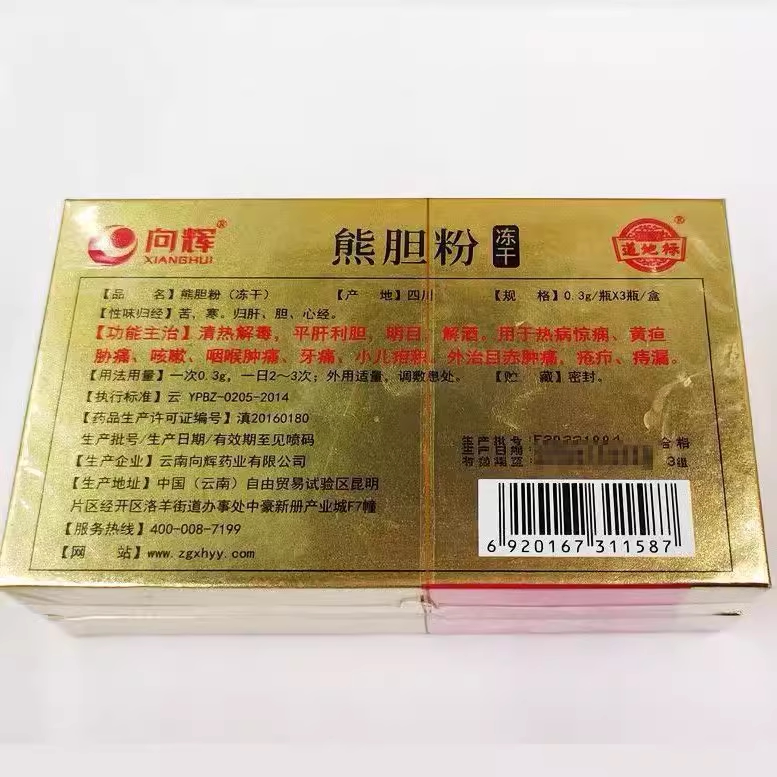 向辉®
XIANGHUI
熊胆粉 冻干
道地标®
【品 名】熊胆粉（冻干） 【产 地】四川 【规 格】0.3g/瓶X3瓶/盒
【性味归经】苦、寒。归肝、胆、心经。
【功能主治】清热解毒，平肝利胆，明目，解酒。用于热病惊痫、黄疸
胁痛、咳嗽、咽喉肿痛、牙痛、小儿疳积。外治目赤肿痛，疮疖、痔漏。
【用法用量】一次0.3g，一日2～3次；外用适量，调敷患处。 【贮 藏】密封。
【执行标准】云 YPBZ-0205-2014
【药品生产许可证编号】滇20160180
生产批号/生产日期/有效期至见喷码
【生产企业】云南向辉药业有限公司
【生产地址】中国（云南）自由贸易试验区昆明
片区经开区洛羊街道办事处中豪新册产业城F7幢
【服务热线】400-008-7199
【网 站】www.zgxhyy.com
生产批号 合格
生产日期
3组
6 920167 311587